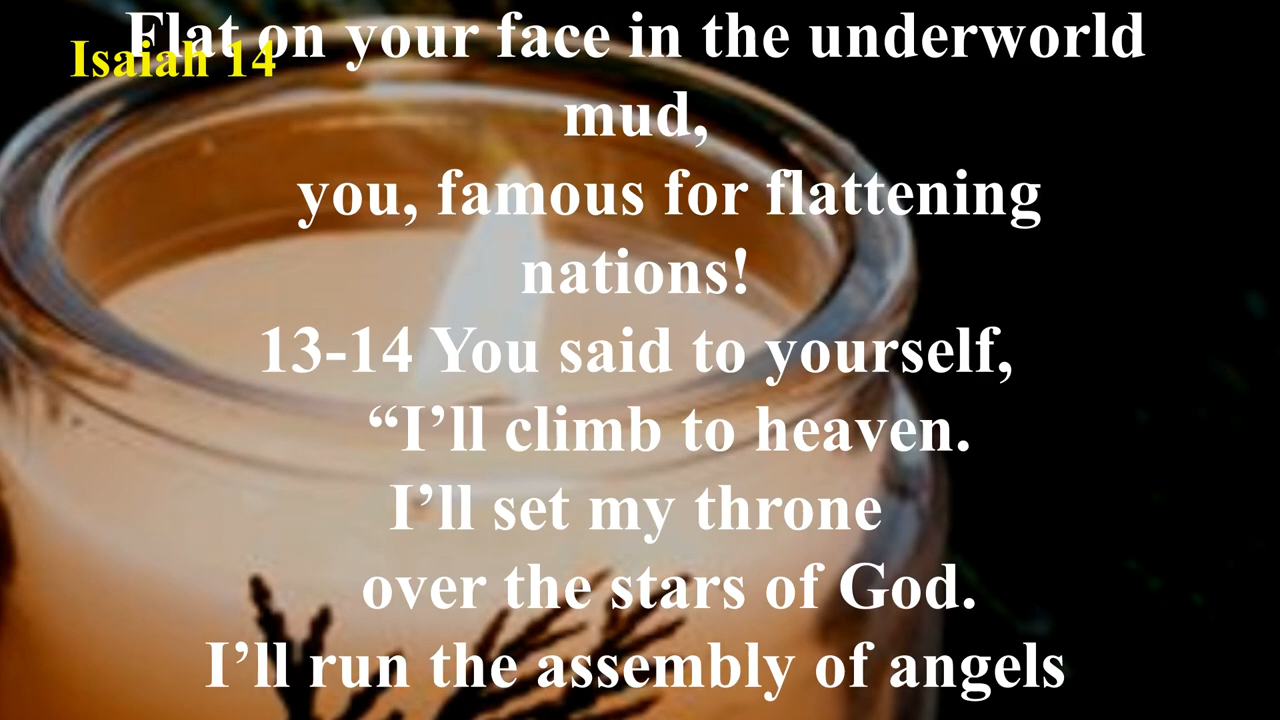 Isaiah 14
Flat on your face in the underworld
mud,
you, famous for flattening
nations!
13-14 You said to yourself,
“I’ll climb to heaven.
I’ll set my throne
over the stars of God.
I’ll run the assembly of angels